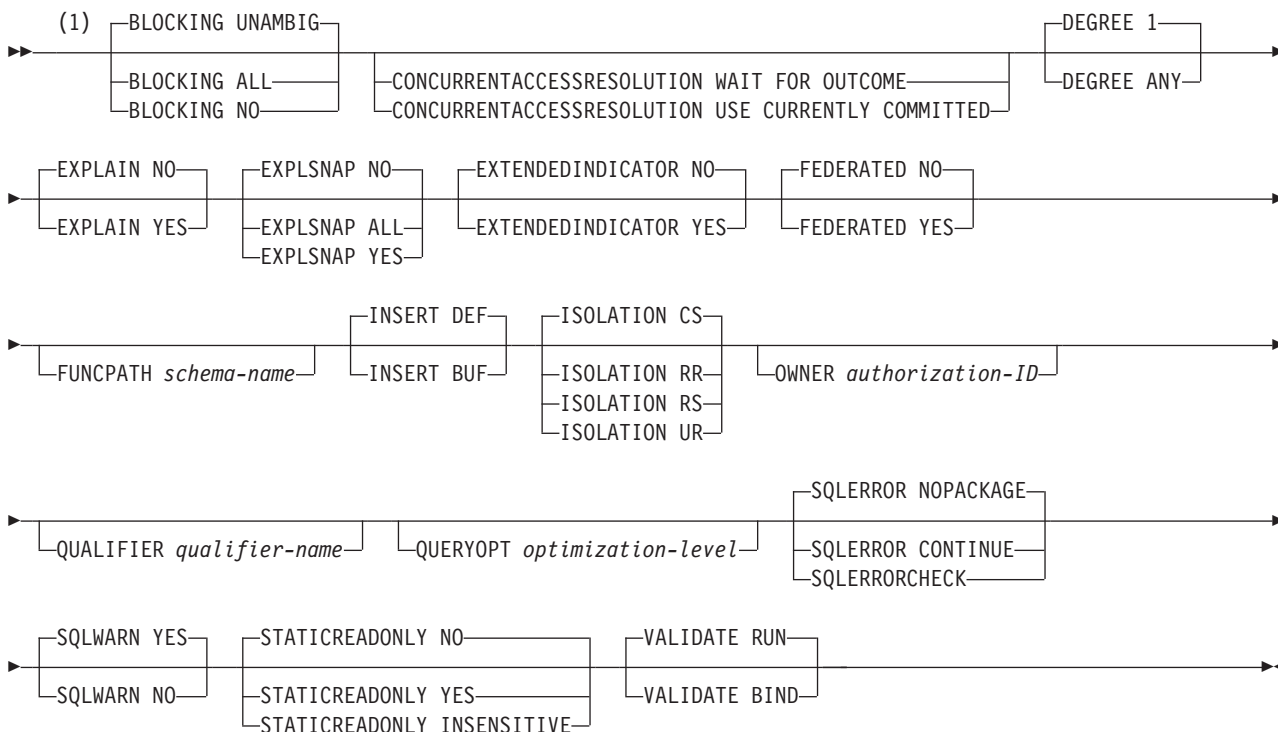 (1)
BLOCKING UNAMBIG
BLOCKING ALL
BLOCKING NO
CONCURRENTACCESSRESOLUTION WAIT FOR OUTCOME
CONCURRENTACCESSRESOLUTION USE CURRENTLY COMMITTED
DEGREE 1
DEGREE ANY
EXPLAIN NO
EXPLAIN YES
EXPLSNAP NO
EXPLSNAP ALL
EXPLSNAP YES
EXTENDEDINDICATOR NO
EXTENDEDINDICATOR YES
FEDERATED NO
FEDERATED YES
FUNCPATH schema-name
INSERT DEF
INSERT BUF
ISOLATION CS
ISOLATION RR
ISOLATION RS
ISOLATION UR
OWNER authorization-ID
QUALIFIER qualifier-name
QUERYOPT optimization-level
SQLERROR NOPACKAGE
SQLERROR CONTINUE
SQLERRORCHECK
SQLWARN YES
SQLWARN NO
STATICREADONLY NO
STATICREADONLY YES
STATICREADONLY INSENSITIVE
VALIDATE RUN
VALIDATE BIND